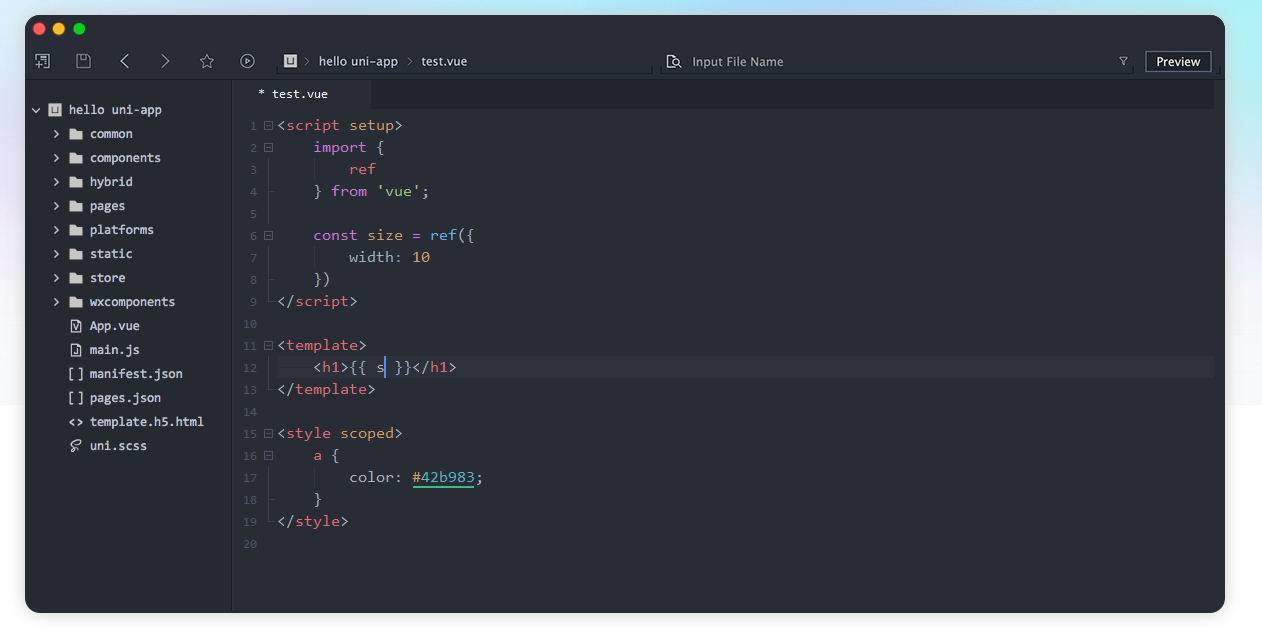 hello uni-app > test.vue
Input File Name
Preview
hello uni-app
common
components
hybrid
pages
platforms
static
store
wxcomponents
App.vue
main.js
manifest.json
pages.json
template.h5.html
uni.scss
* test.vue
1 <script setup>
2 import {
3 ref
4 } from 'vue';
5
6 const size = ref({
7 width: 10
8 })
9 </script>
10
11 <template>
12 <h1>{{ s }}</h1>
13 </template>
14
15 <style scoped>
16 a {
17 color: #42b983;
18 }
19 </style>
20